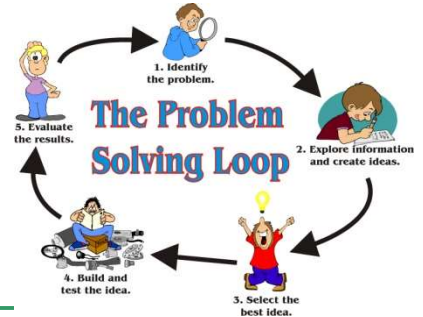 The Problem
Solving Loop
1. Identify
the problem.
2. Explore information
and create ideas.
3. Select the
best idea.
4. Build and
test the idea.
5. Evaluate
the results.